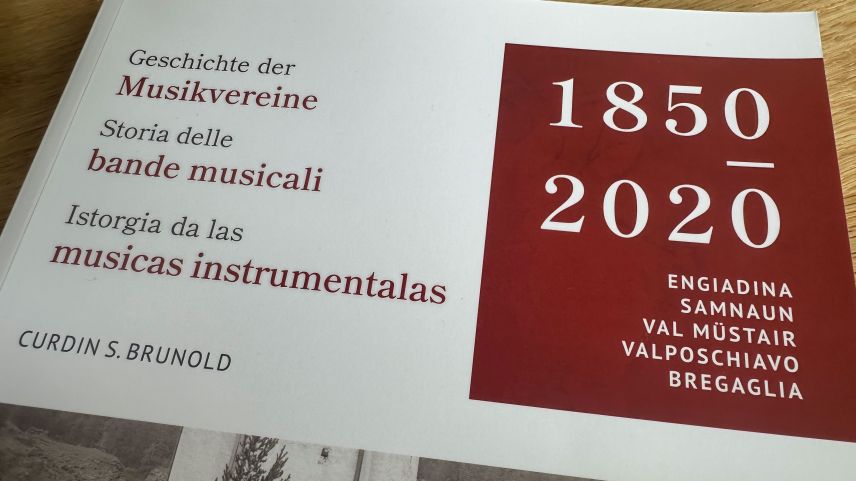 Geschichte der
Musikvereine
Storia delle
bande musicali
Istorgia da las
musicas instrumentalas
CURDIN S. BRUNOLD
1850
–
2020
ENGIADINA
SAMNAUN
VAL MÜSTAIR
VALPOSCHIAVO
BREGAGLIA